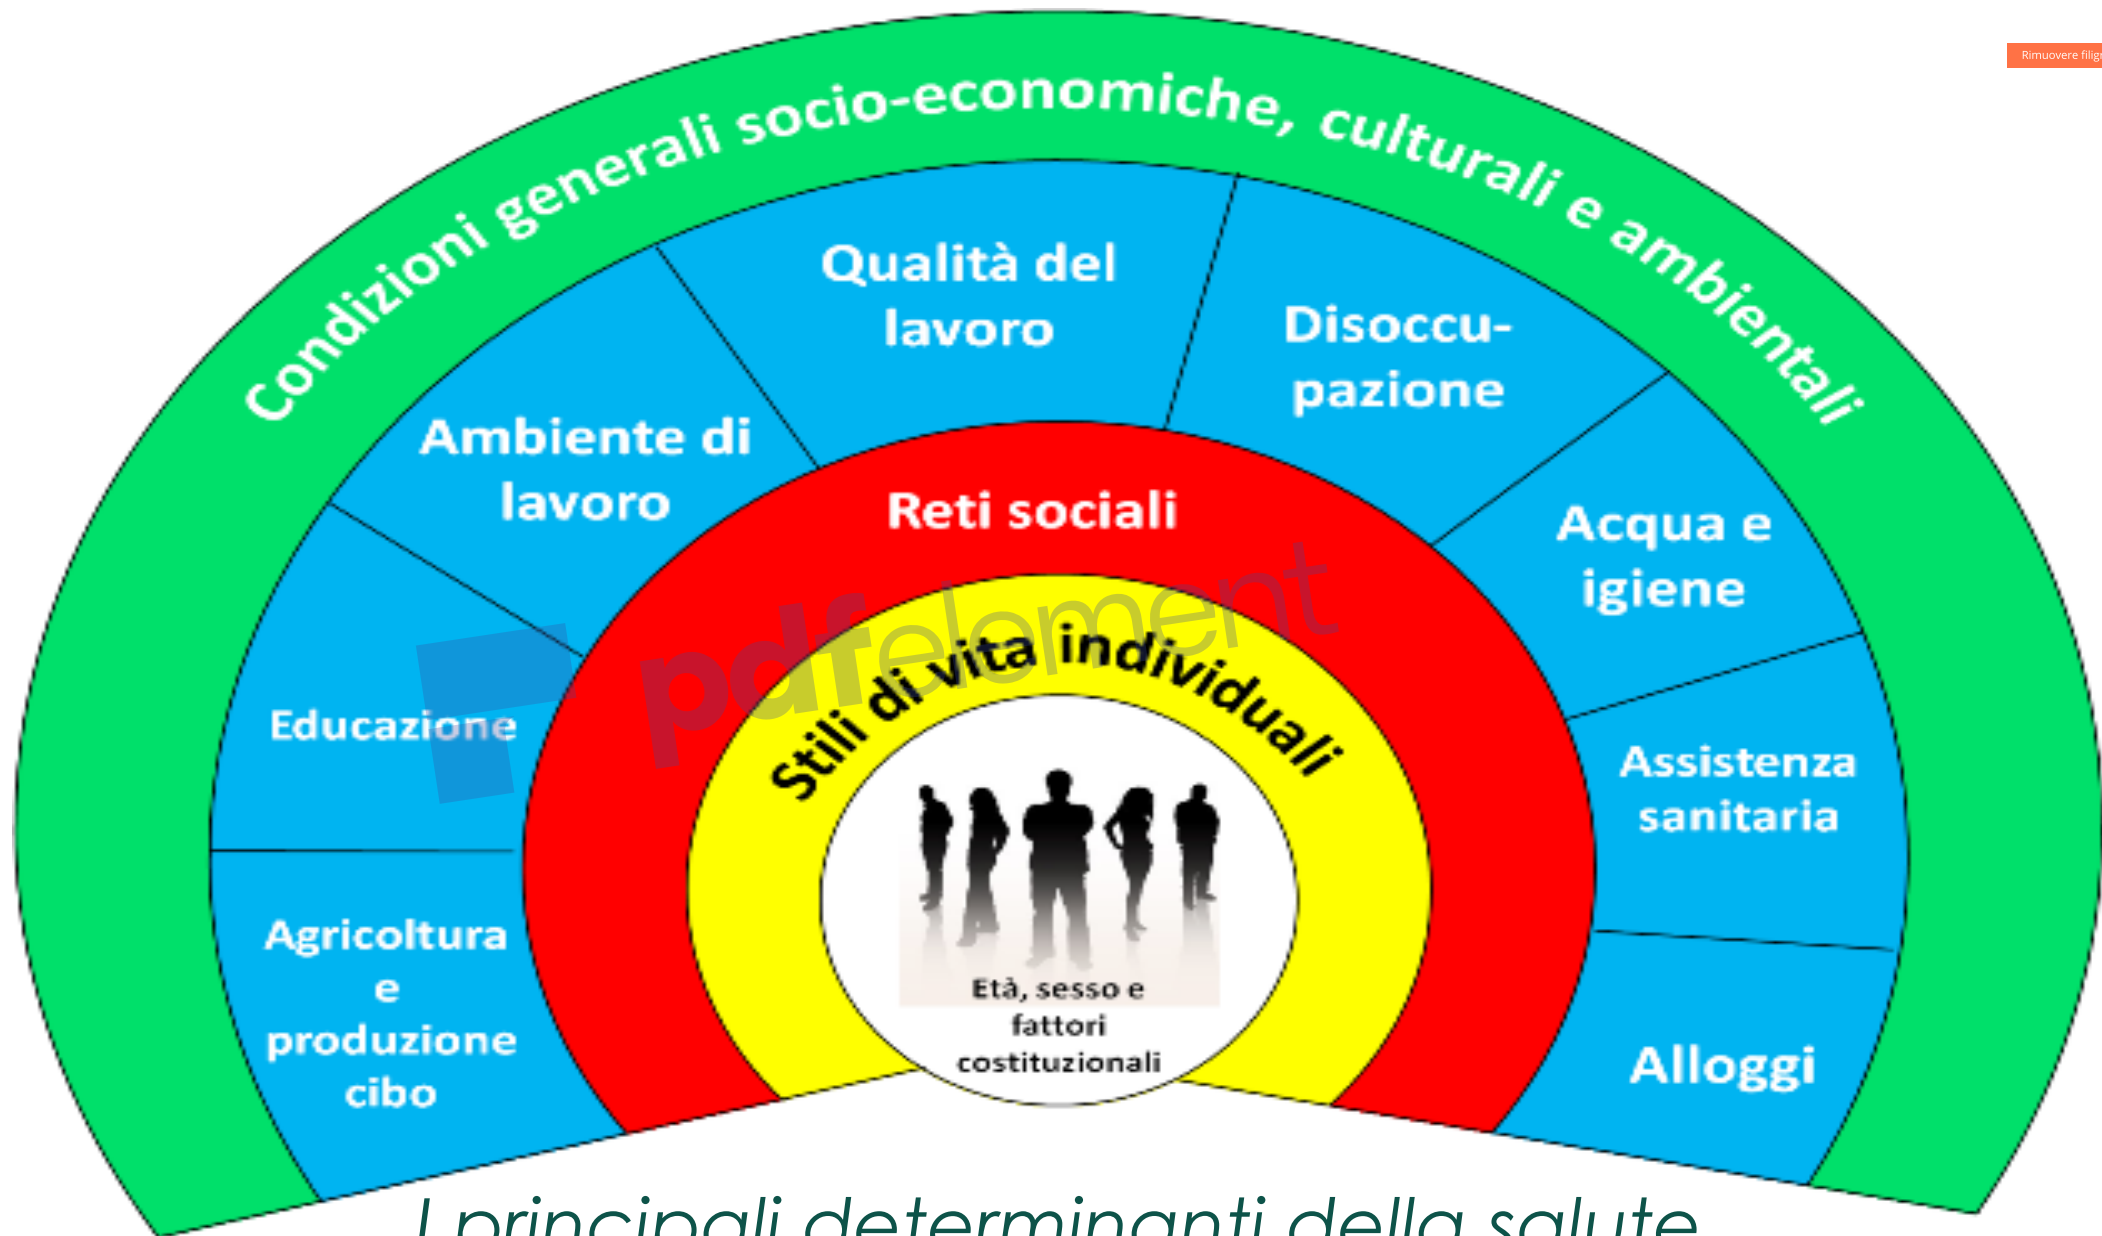 Rimuovere
Condizioni generali socio-economiche, culturali e ambientali
Qualità del
lavoro
Disoccu-
pazione
Ambiente di
lavoro
Acqua e
igiene
Reti sociali
pdfelement
Stili di vita individuali
Educazione
Assistenza
sanitaria
Agricoltura
e
produzione
cibo
Età, sesso e
fattori
costituzionali
Alloggi
I principali determinanti della salute